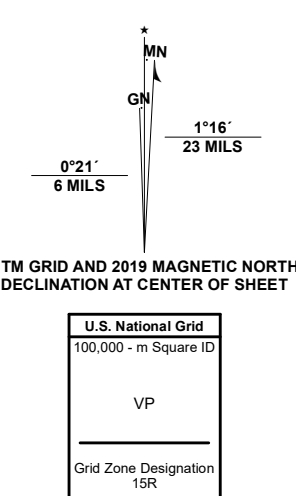 ★
MN
GN
1°16´
23 MILS
0°21´
6 MILS
TM GRID AND 2019 MAGNETIC NORTH
DECLINATION AT CENTER OF SHEET
U.S. National Grid
100,000 - m Square ID
VP
Grid Zone Designation
15R